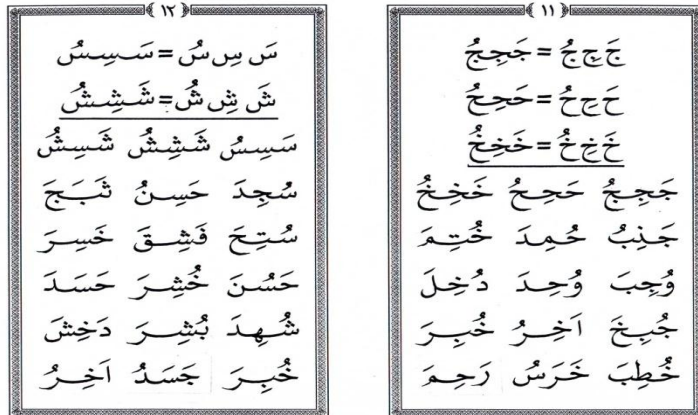 ١١
جَ جِ جُ = جَجِجُ
حَ حِ حُ = حَحِحُ
خَ خِ خُ = خَخِخُ
جَجِجُ حَحِحُ خَخِخُ
جَذِبُ حُمِدَ خُتِمَ
وُجِبَ وُحِدَ دُخِلَ
جُبِخَ اَخِرُ خُبِرَ
خُطِبَ خَرَسُ رَحِمَ
١٢
سَ سِ سُ = سَسِسُ
شَ شِ شُ = شَشِشُ
سَسِسُ شَشِشُ شَسِشُ
سُجِدَ حَسِنُ ثَبَجَ
سُتِحَ فَشِقَ خَسِرَ
حَسُنَ خُشِرَ حَسَدَ
شُهِدَ بُشِرَ دَخِشَ
خُبِرَ جَسَدُ اَخِرُ